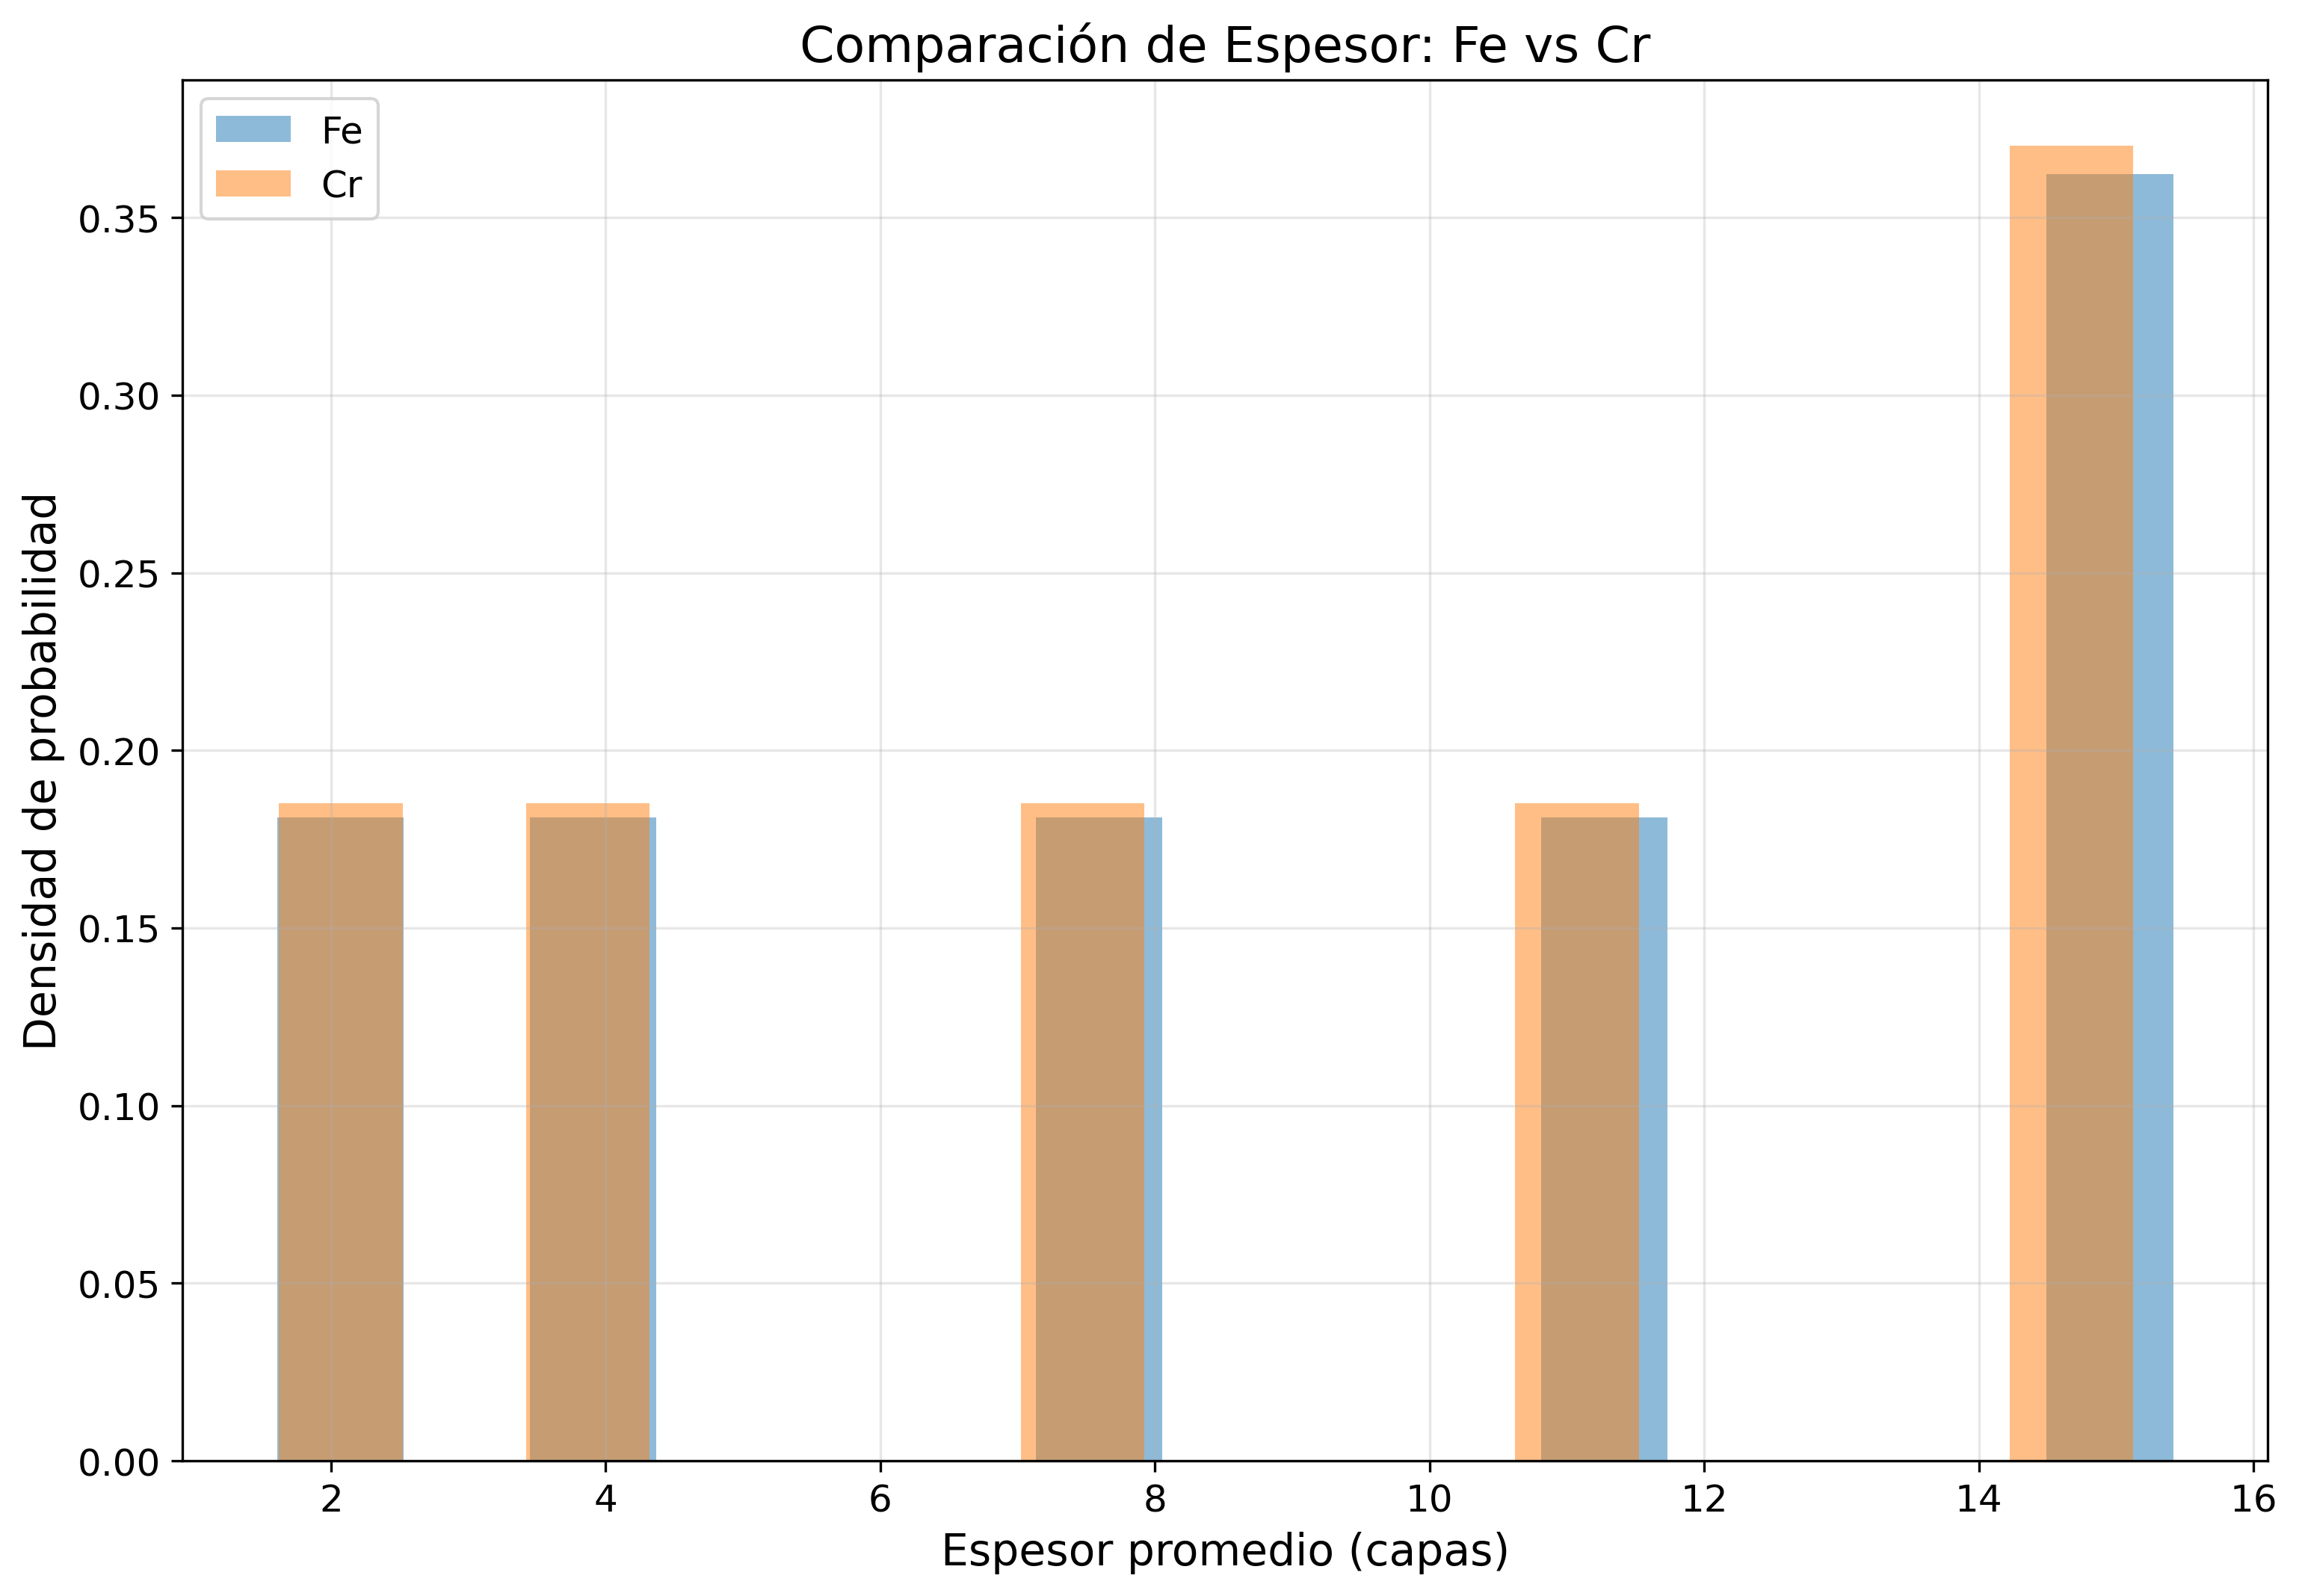 Comparación de Espesor: Fe vs Cr
Fe
Cr
Densidad de probabilidad
0.35
0.30
0.25
0.20
0.15
0.10
0.05
0.00
2 4 6 8 10 12 14 16
Espesor promedio (capas)